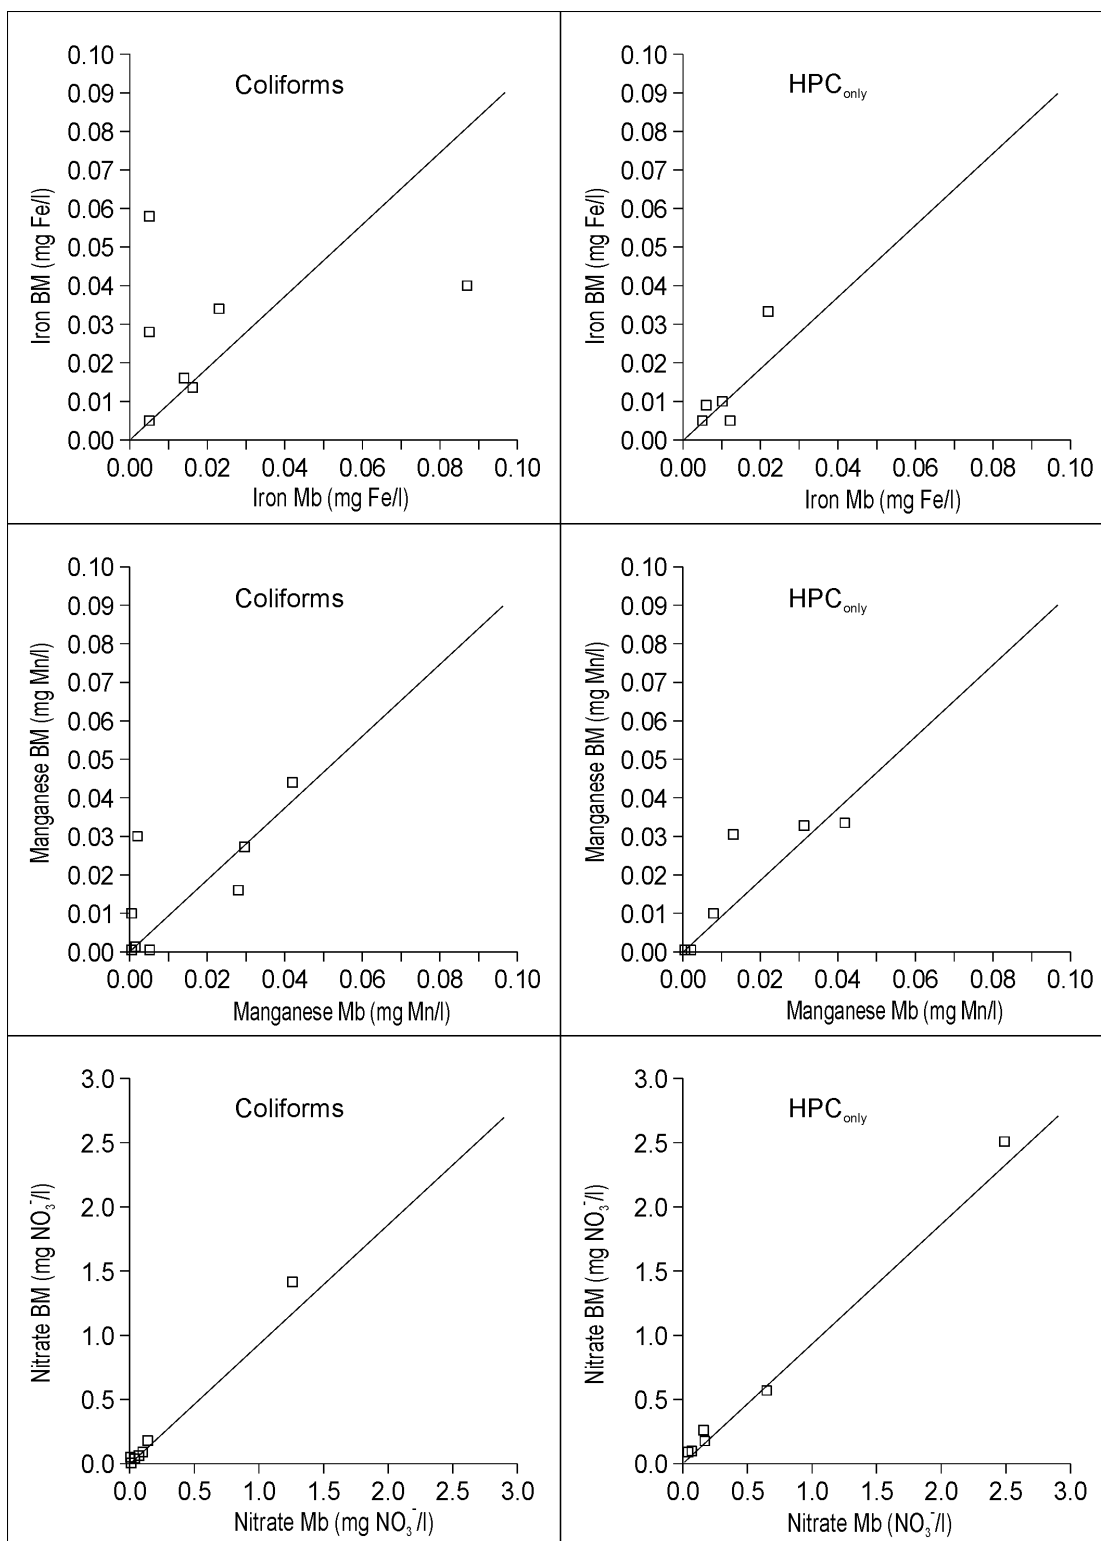 Coliforms
0.10
0.09
0.08
0.07
0.06
0.05
0.04
0.03
0.02
0.01
0.00
Iron BM (mg Fe/l)
0.00 0.02 0.04 0.06 0.08 0.10
Iron Mb (mg Fe/l)
HPConly
0.10
0.09
0.08
0.07
0.06
0.05
0.04
0.03
0.02
0.01
0.00
Iron BM (mg Fe/l)
0.00 0.02 0.04 0.06 0.08 0.10
Iron Mb (mg Fe/l)
Coliforms
0.10
0.09
0.08
0.07
0.06
0.05
0.04
0.03
0.02
0.01
0.00
Manganese BM (mg Mn/l)
0.00 0.02 0.04 0.06 0.08 0.10
Manganese Mb (mg Mn/l)
HPConly
0.10
0.09
0.08
0.07
0.06
0.05
0.04
0.03
0.02
0.01
0.00
Manganese BM (mg Mn/l)
0.00 0.02 0.04 0.06 0.08 0.10
Manganese Mb (mg Mn/l)
Coliforms
3.0
2.5
2.0
1.5
1.0
0.5
0.0
Nitrate BM (mg NO₃⁻/l)
0.0 0.5 1.0 1.5 2.0 2.5 3.0
Nitrate Mb (mg NO₃⁻/l)
HPConly
3.0
2.5
2.0
1.5
1.0
0.5
0.0
Nitrate BM (mg NO₃⁻/l)
0.0 0.5 1.0 1.5 2.0 2.5 3.0
Nitrate Mb (NO₃⁻/l)